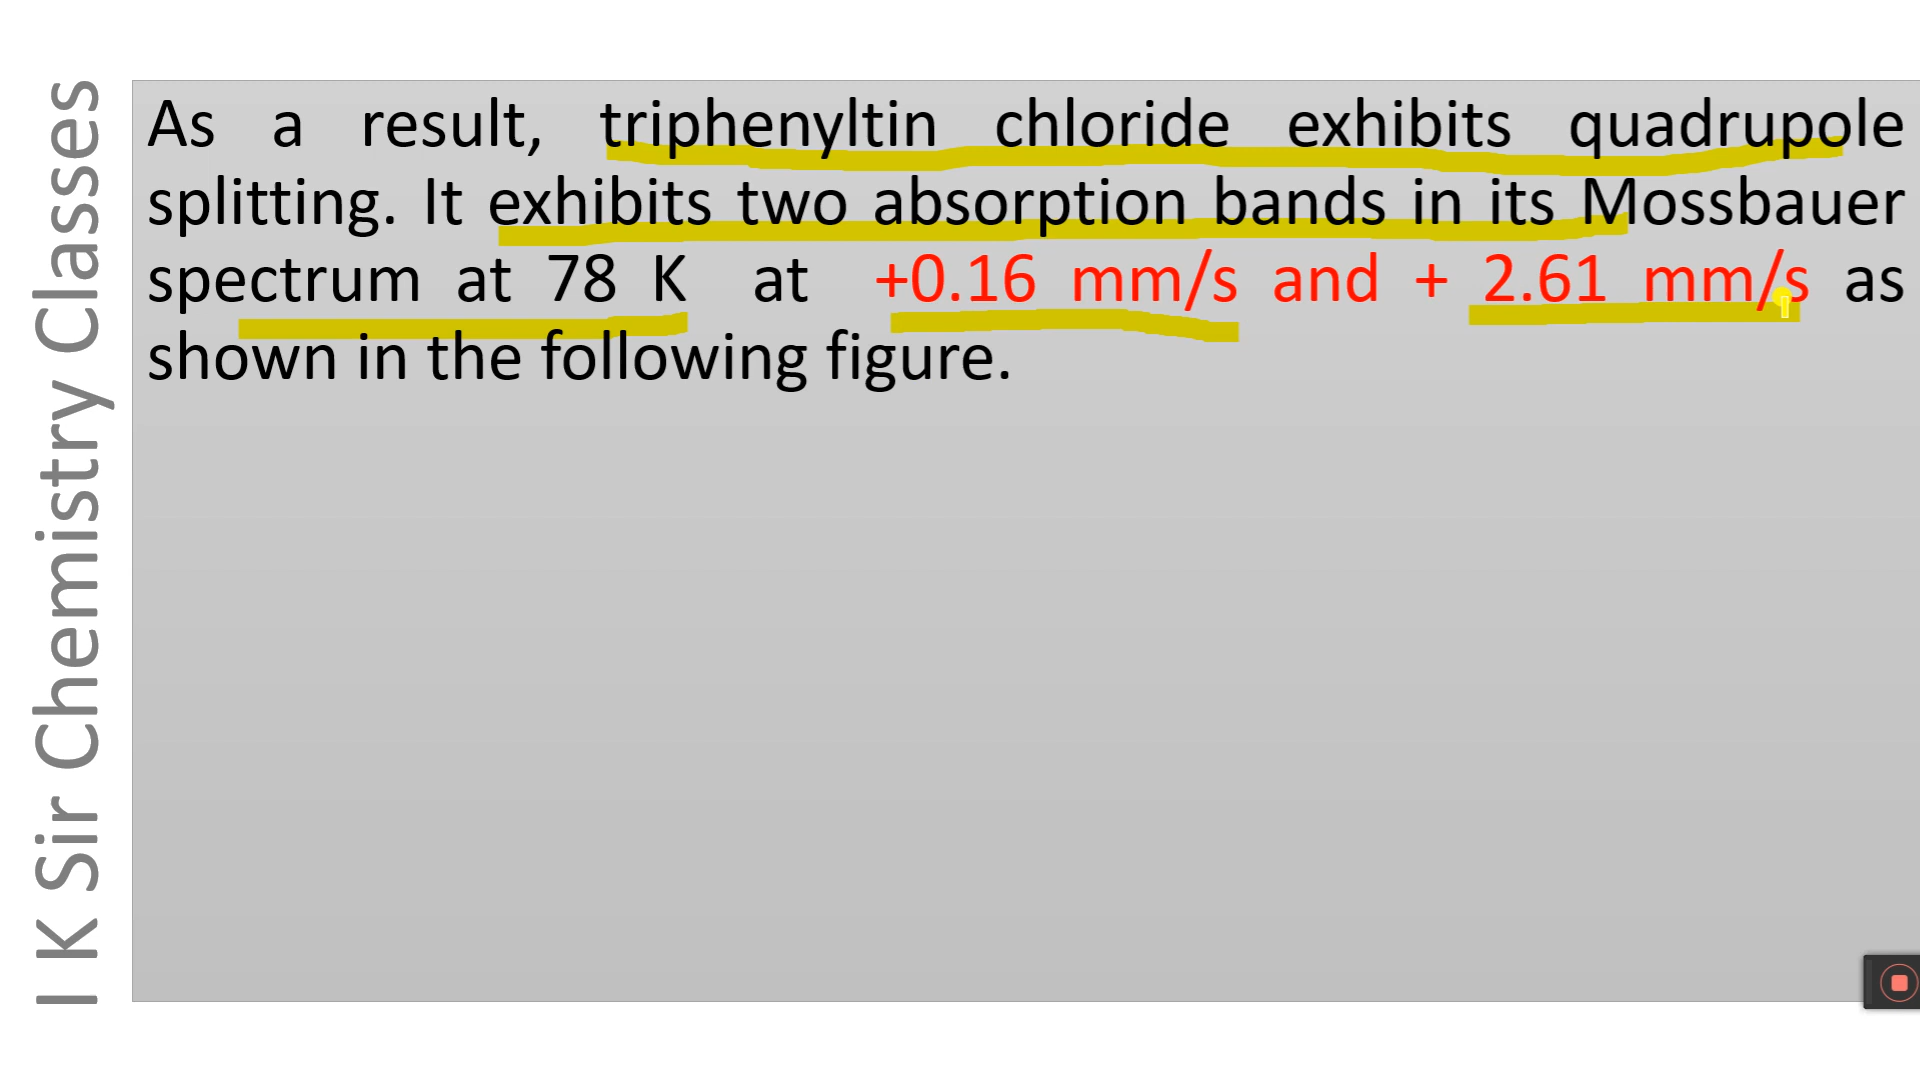 I K Sir Chemistry Classes
As a result, triphenyltin chloride exhibits quadrupole
splitting. It exhibits two absorption bands in its Mossbauer
spectrum at 78 K at +0.16 mm/s and + 2.61 mm/s as
shown in the following figure.